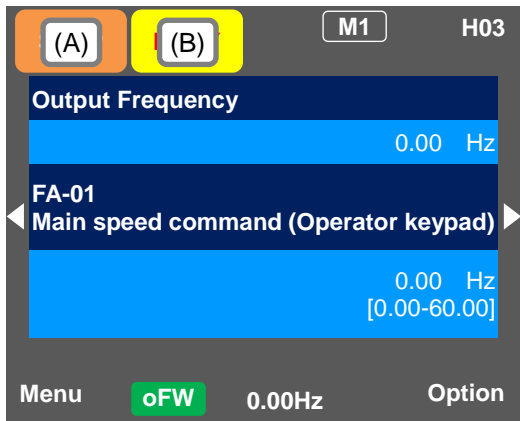 (A) (B) M1 H03
Output Frequency
0.00 Hz
FA-01
Main speed command (Operator keypad)
0.00 Hz
[0.00-60.00]
Menu oFW 0.00Hz Option